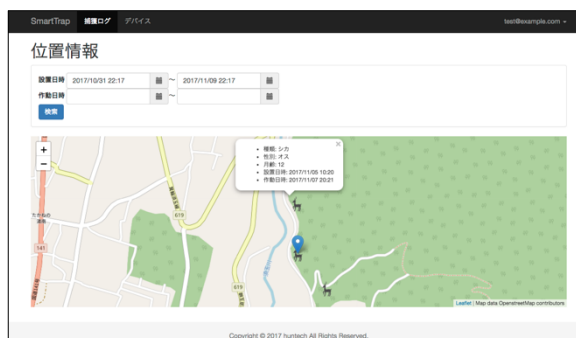 SmartTrap 捕獲ログ デバイス test@example.com
位置情報
設置日時 2017/10/31 22:17 〜 2017/11/09 22:17
作動日時 〜
検索
+
−
× 
• 種類: シカ
• 性別: オス
• 月齢: 12
• 設置日時: 2017/11/05 10:20
• 作動日時: 2017/11/07 20:21
619
141
619
Leaflet | Map data OpenstreetMap contributors
Copyright © 2017 huntech All Rights Reserved.